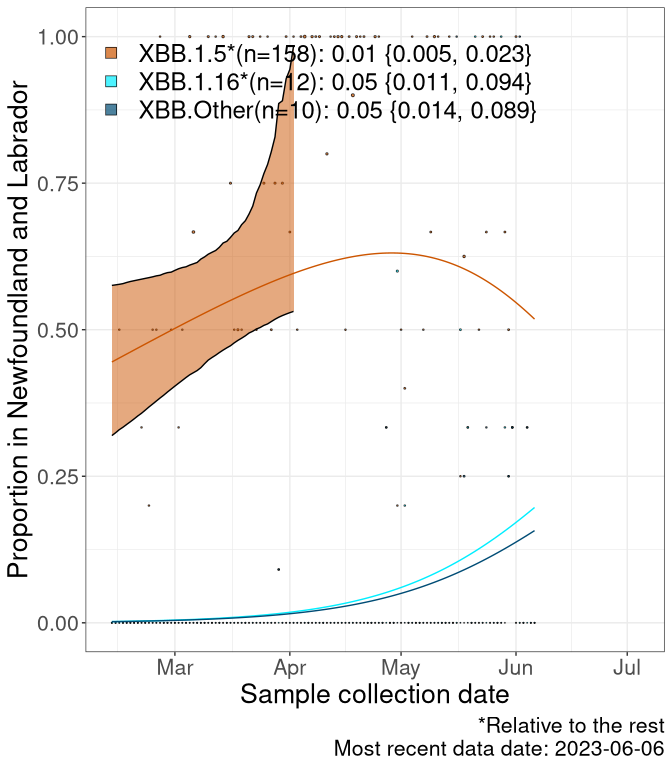 1.00
XBB.1.5*(n=158): 0.01 {0.005, 0.023}
XBB.1.16*(n=12): 0.05 {0.011, 0.094}
XBB.Other(n=10): 0.05 {0.014, 0.089}
0.75
0.50
0.25
0.00
Proportion in Newfoundland and Labrador
Mar Apr May Jun Jul
Sample collection date
*Relative to the rest
Most recent data date: 2023-06-06